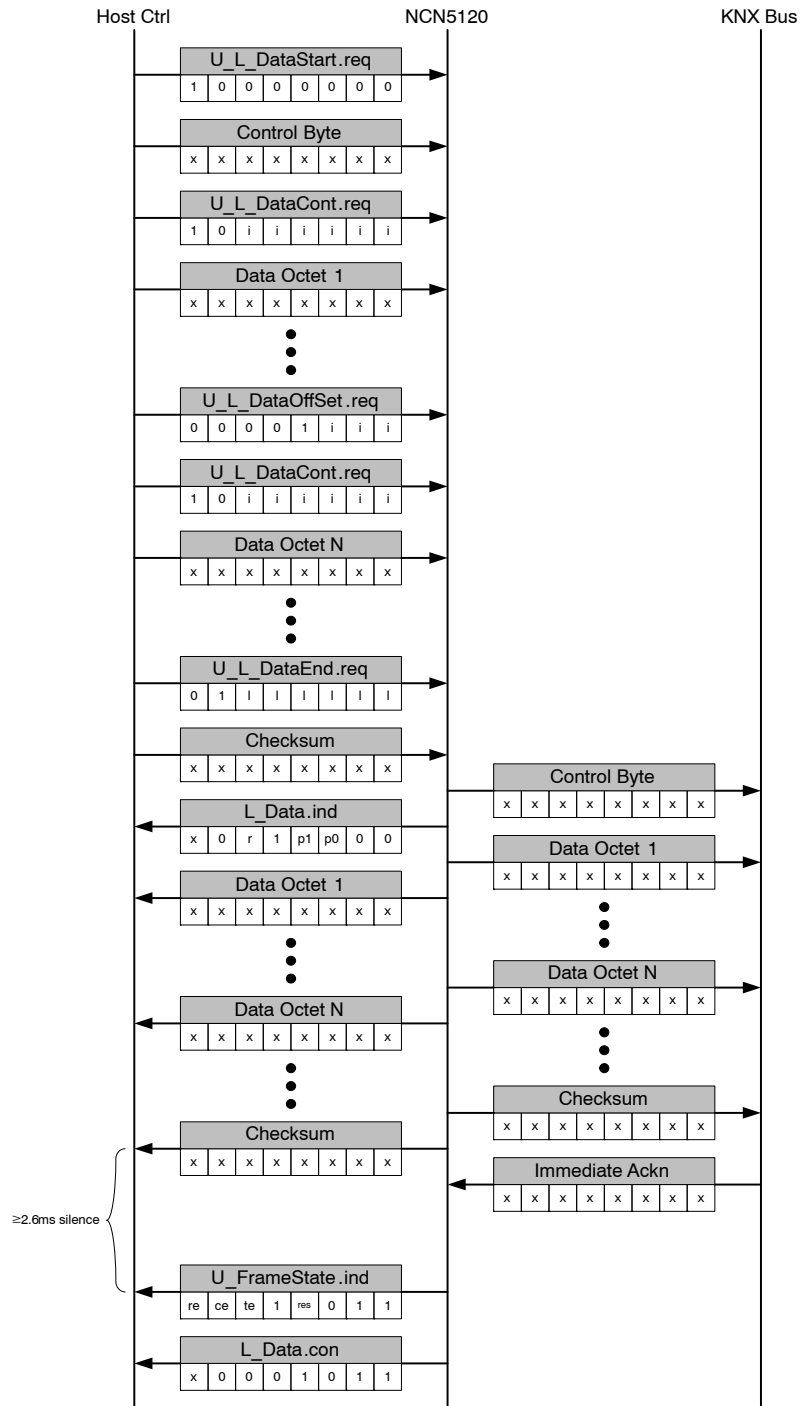 Host Ctrl NCN5120 KNX Bus
U_L_DataStart.req
1 0 0 0 0 0 0 0
Control Byte
x x x x x x x x
U_L_DataCont.req
1 0 i i i i i i
Data Octet 1
x x x x x x x x
U_L_DataOffSet.req
0 0 0 0 1 i i i
U_L_DataCont.req
1 0 i i i i i i
Data Octet N
x x x x x x x x
U_L_DataEnd.req
0 1 l l l l l l
Checksum
x x x x x x x x
Control Byte
x x x x x x x x
L_Data.ind
x 0 r 1 p1 p0 0 0
Data Octet 1
x x x x x x x x
Data Octet 1
x x x x x x x x
Data Octet N
x x x x x x x x
Data Octet N
x x x x x x x x
Checksum
x x x x x x x x
Checksum
x x x x x x x x
Immediate Ackn
x x x x x x x x
≥2.6ms silence
U_FrameState.ind
re ce te 1 res 0 1 1
L_Data.con
x 0 0 0 1 0 1 1